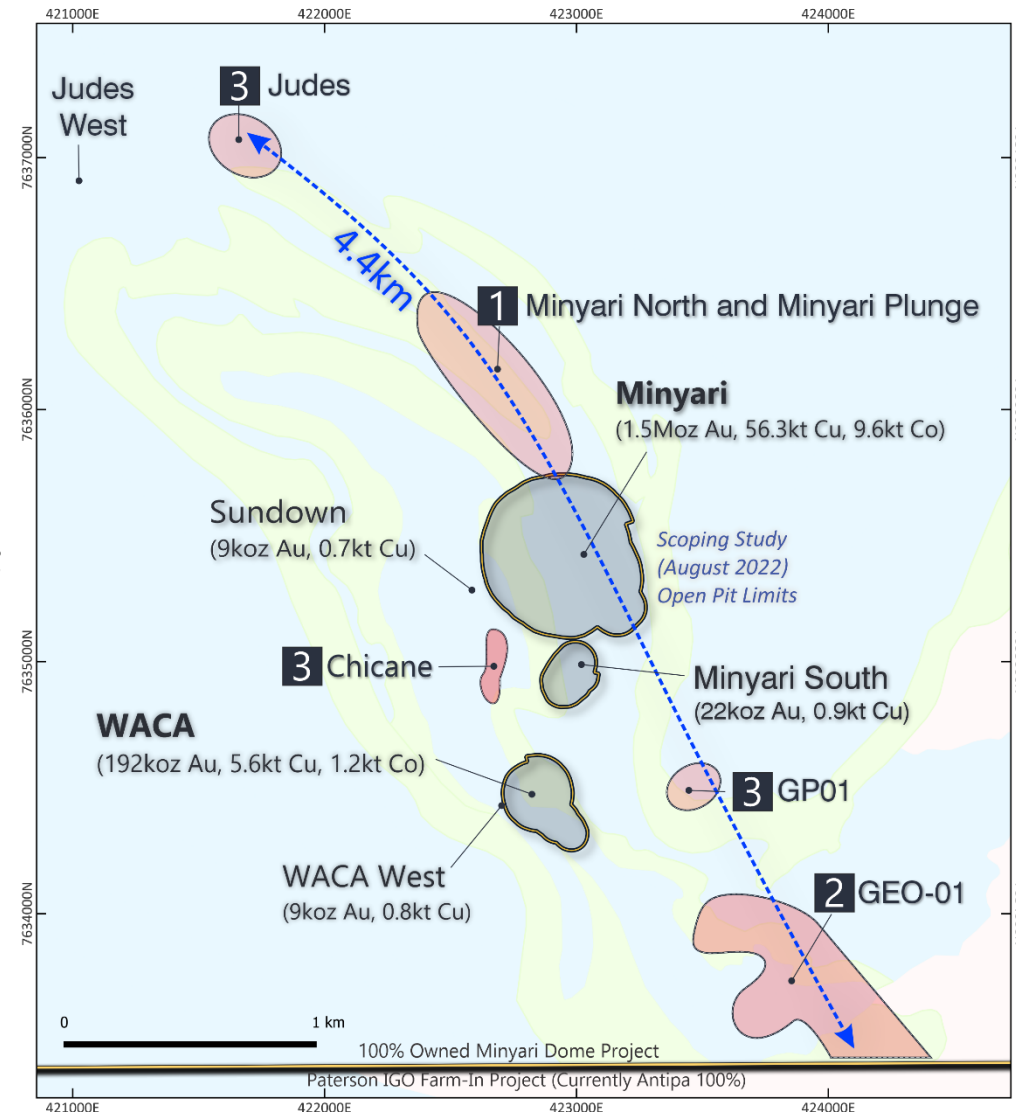 421000E
422000E
423000E
424000E
Judes
West
3 Judes
7637000N
4.4km
1 Minyari North and Minyari Plunge
7636000N
Minyari
(1.5Moz Au, 56.3kt Cu, 9.6kt Co)
Sundown
(9koz Au, 0.7kt Cu)
Scoping Study
(August 2022)
Open Pit Limits
7635000N
3 Chicane
Minyari South
(22koz Au, 0.9kt Cu)
WACA
(192koz Au, 5.6kt Cu, 1.2kt Co)
3 GP01
WACA West
(9koz Au, 0.8kt Cu)
2 GEO-01
7634000N
0
1 km
100% Owned Minyari Dome Project
Paterson IGO Farm-In Project (Currently Antipa 100%)
421000E
422000E
423000E
424000E